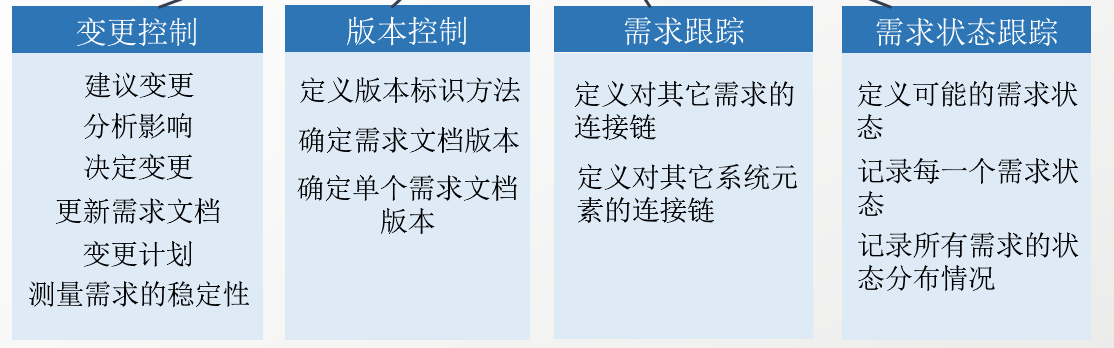 变更控制
建议变更
分析影响
决定变更
更新需求文档
变更计划
测量需求的稳定性
版本控制
定义版本标识方法
确定需求文档版本
确定单个需求文档
版本
需求跟踪
定义对其它需求的
连接链
定义对其它系统元
素的连接链
需求状态跟踪
定义可能的需求状
态
记录每一个需求状
态
记录所有需求的状
态分布情况